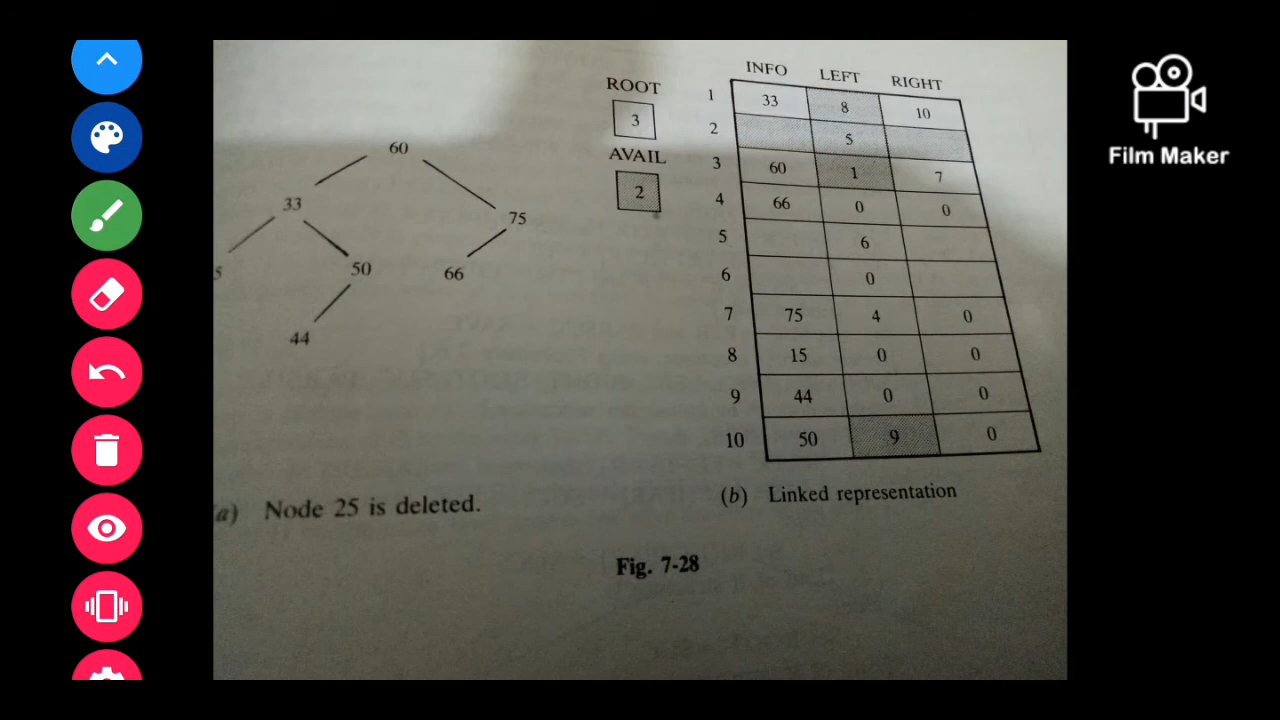 60
33
75
5
50
66
44
(a) Node 25 is deleted.
ROOT
3
AVAIL
2
INFO LEFT RIGHT
1 33 8 10
2 5
3 60 1 7
4 66 0 0
5 6
6 0
7 75 4 0
8 15 0 0
9 44 0 0
10 50 9 0
(b) Linked representation
Fig. 7-28
Film Maker